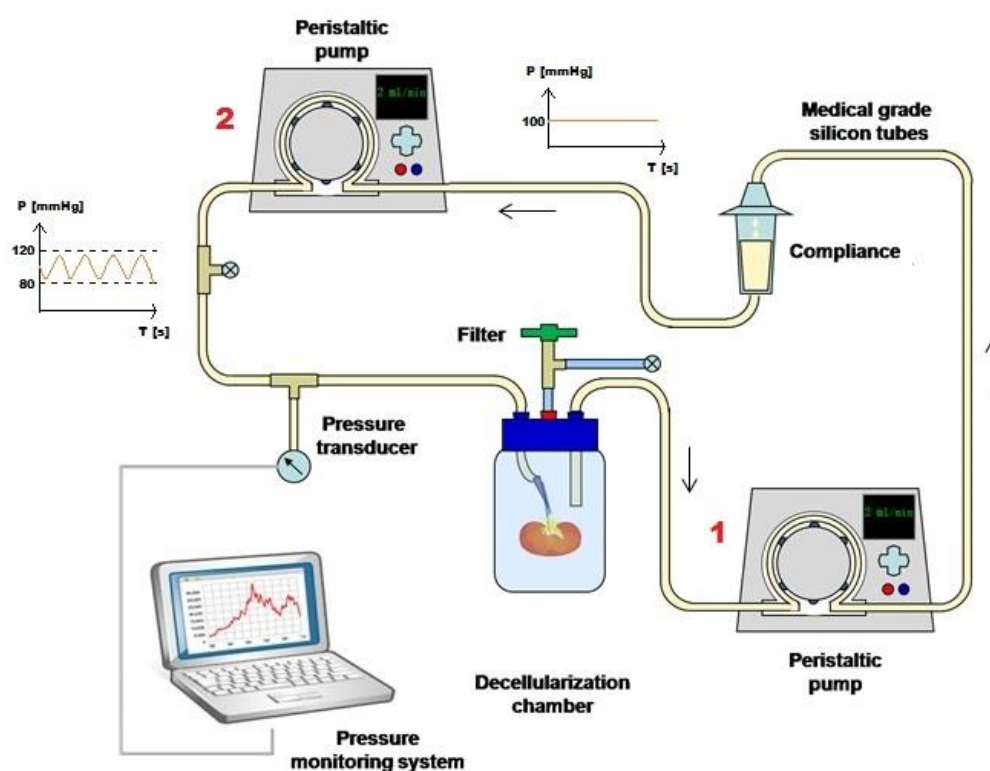 Peristaltic
pump
2 ml/min
2
P [mmHg]
100
T [s]
Medical grade
silicon tubes
P [mmHg]
120
80
T [s]
Compliance
Filter
Pressure
transducer
1
2 ml/min
Decellularization
chamber
Peristaltic
pump
Pressure
monitoring system